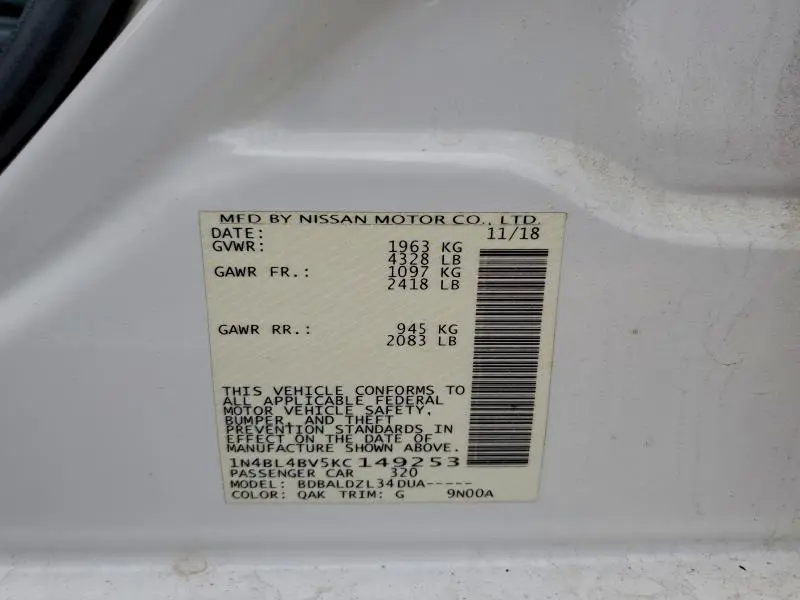 MFD BY NISSAN MOTOR CO., LTD.
DATE: 11/18
GVWR: 1963 KG
4328 LB
GAWR FR.: 1097 KG
2418 LB
GAWR RR.: 945 KG
2083 LB
THIS VEHICLE CONFORMS TO
ALL APPLICABLE FEDERAL
MOTOR VEHICLE SAFETY,
BUMPER, AND THEFT
PREVENTION STANDARDS IN
EFFECT ON THE DATE OF
MANUFACTURE SHOWN ABOVE.
1N4BL4BV5KC149253
PASSENGER CAR 320
MODEL: BDBALDZL34DUA-----
COLOR: QAK TRIM: G 9N00A